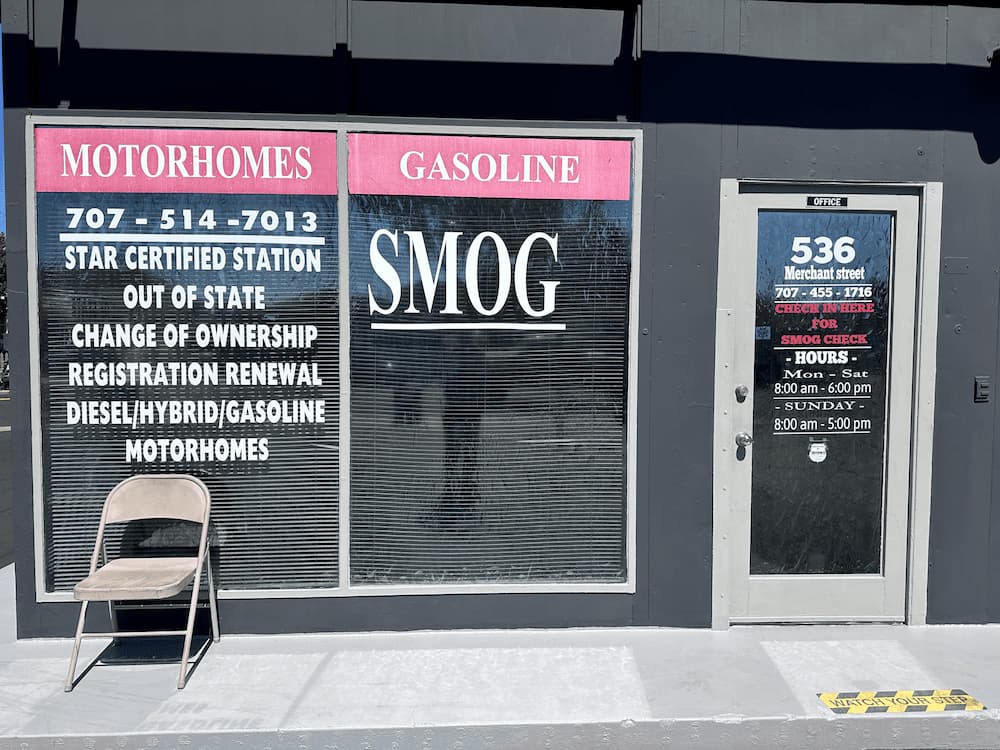 MOTORHOMES
707 - 514 -7013
STAR CERTIFIED STATION
OUT OF STATE
CHANGE OF OWNERSHIP
REGISTRATION RENEWAL
DIESEL/HYBRID/GASOLINE
MOTORHOMES
GASOLINE
SMOG
OFFICE
536
Merchant street
707 - 455 - 1716
CHECK IN HERE
FOR
SMOG CHECK
- HOURS -
Mon - Sat
8:00 am - 6:00 pm
- SUNDAY -
8:00 am - 5:00 pm
WATCH YOUR STEP